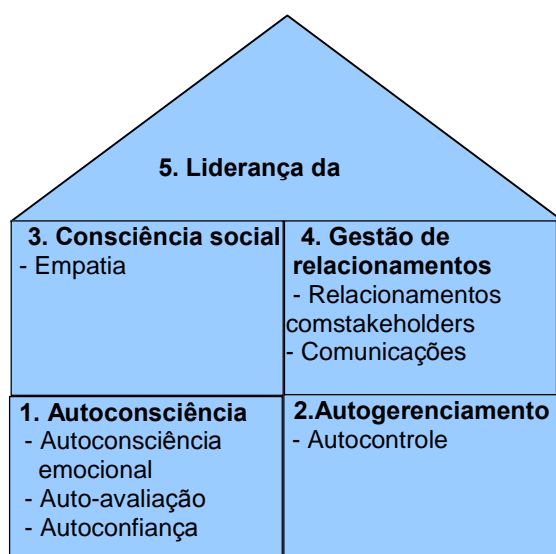 5. Liderança da
3. Consciência social
- Empatia
4. Gestão de
relacionamentos
- Relacionamentos
comstakeholders
- Comunicações
1. Autoconsciência
- Autoconsciência
emocional
- Auto-avaliação
- Autoconfiança
2.Autogerenciamento
- Autocontrole